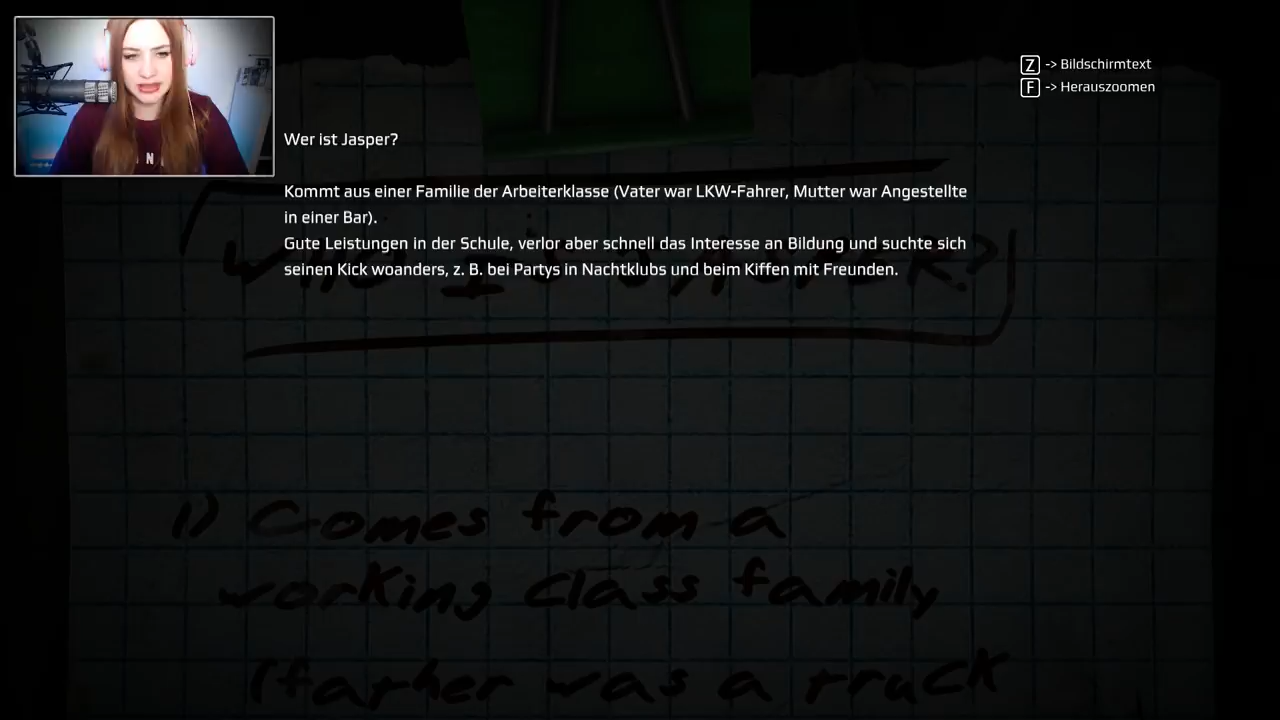 Z -> Bildschirmtext
F -> Herauszoomen
Wer ist Jasper?
Kommt aus einer Familie der Arbeiterklasse (Vater war LKW-Fahrer, Mutter war Angestellte
in einer Bar).
Gute Leistungen in der Schule, verlor aber schnell das Interesse an Bildung und suchte sich
seinen Kick woanders, z. B. bei Partys in Nachtklubs und beim Kiffen mit Freunden.
WHO IS
1) Comes from a
working class family
(father was a truck